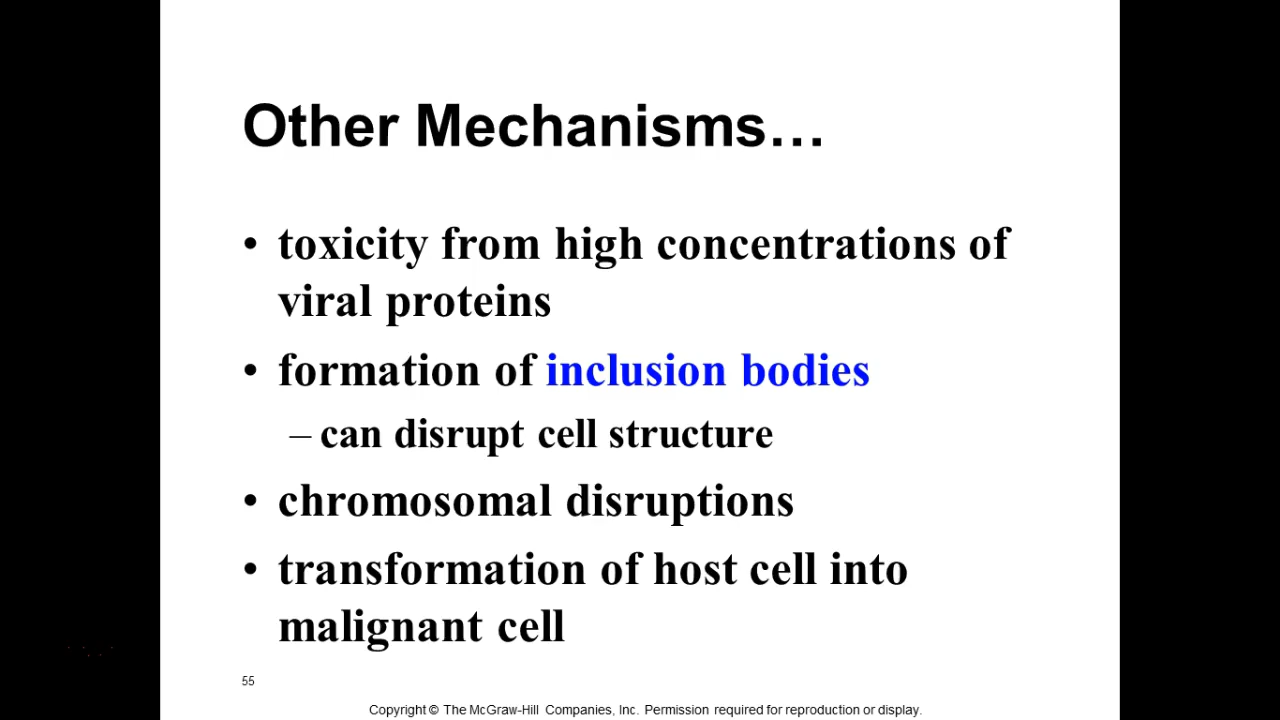 Other Mechanisms…
• toxicity from high concentrations of
viral proteins
• formation of inclusion bodies
– can disrupt cell structure
• chromosomal disruptions
• transformation of host cell into
malignant cell
55
Copyright © The McGraw-Hill Companies, Inc. Permission required for reproduction or display.